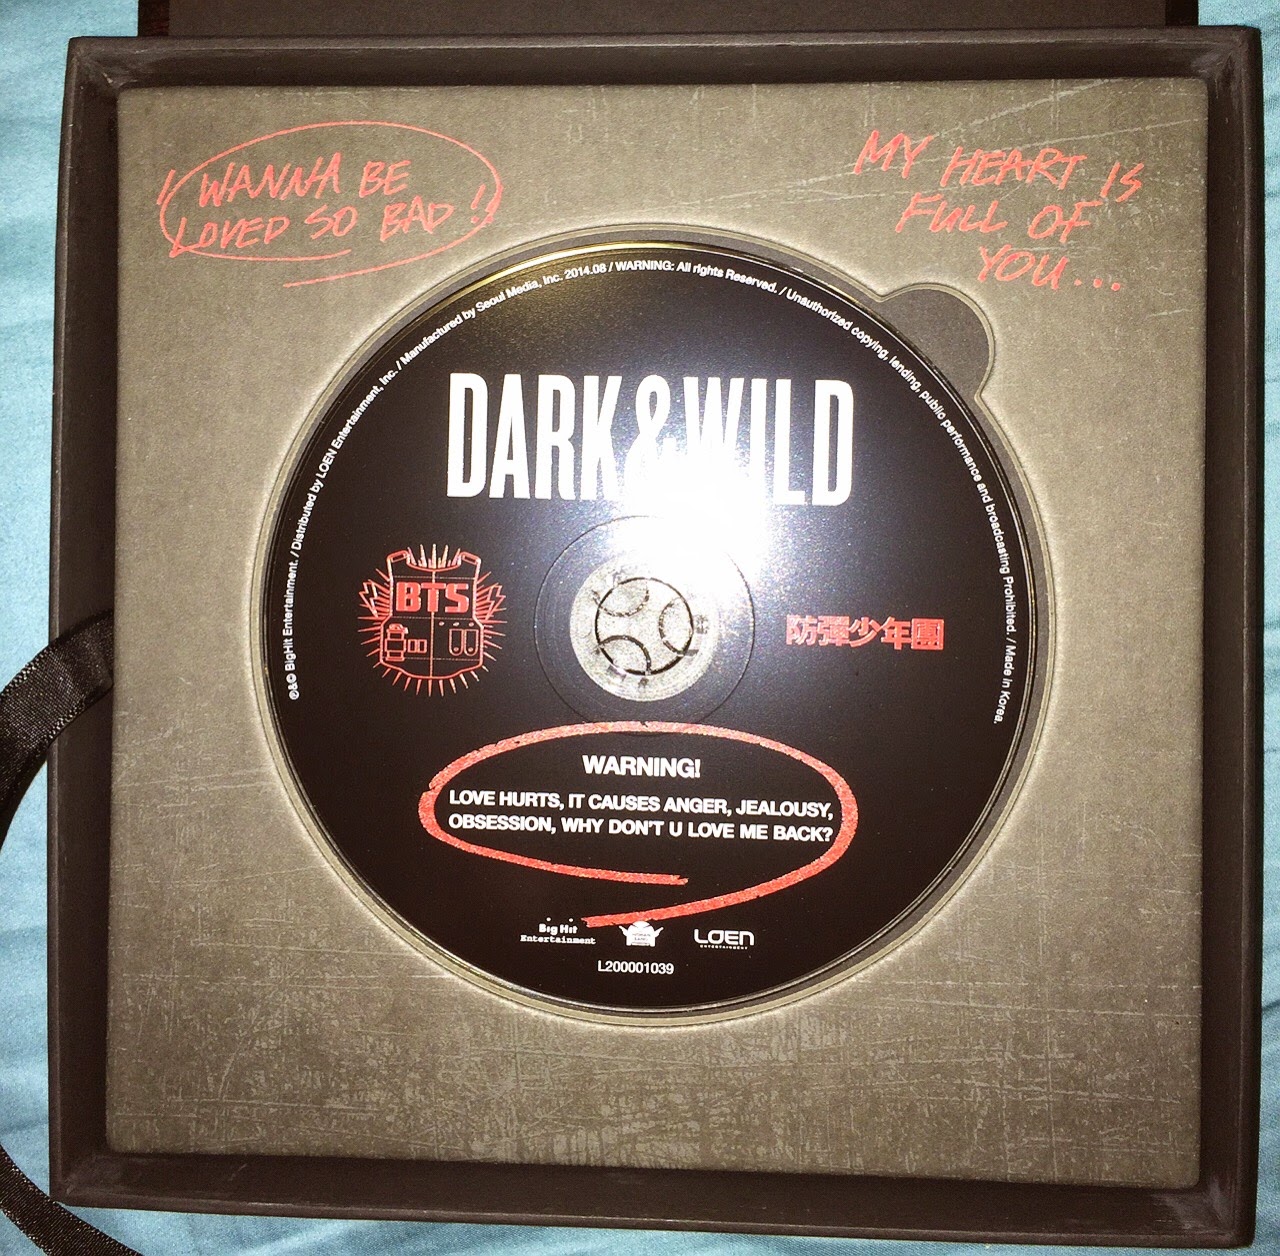 I WANNA BE
LOVED SO BAD!
MY HEART IS
FULL OF
YOU...
℗&© BigHit Entertainment. / Distributed by LOEN Entertainment, Inc. / Manufactured by Seoul Media, Inc. 2014.08 / WARNING: All rights Reserved. / Unauthorized copying, lending, public performance and broadcasting Prohibited. / Made in Korea.
DARK&WILD
BTS
防彈少年團
WARNING!
LOVE HURTS, IT CAUSES ANGER, JEALOUSY,
OBSESSION, WHY DON'T U LOVE ME BACK?
Big Hit
Entertainment
LOEN
ENTERTAINMENT
L200001039